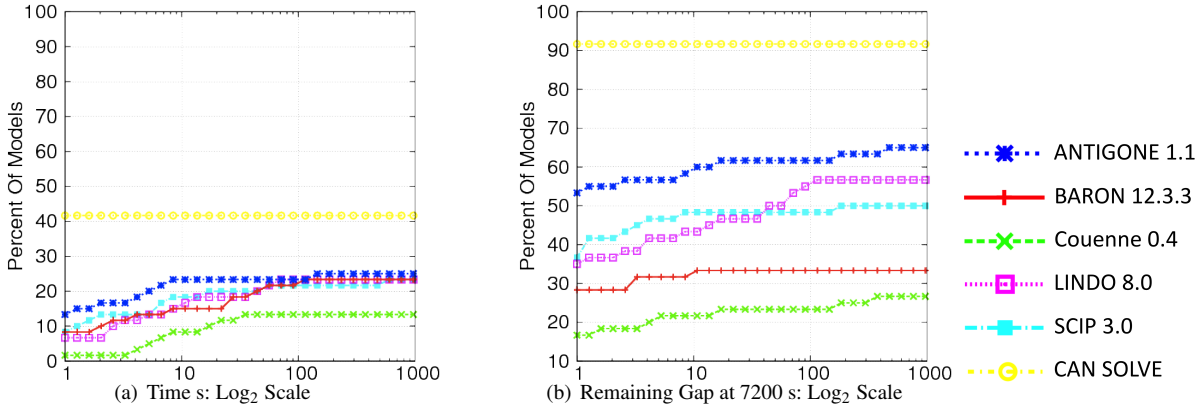 Percent Of Models
100
90
80
70
60
50
40
30
20
10
0
1
10
100
1000
(a) Time s: Log2 Scale
Percent Of Models
100
90
80
70
60
50
40
30
20
10
1
10
100
1000
(b) Remaining Gap at 7200 s: Log2 Scale
ANTIGONE 1.1
BARON 12.3.3
Couenne 0.4
LINDO 8.0
SCIP 3.0
CAN SOLVE